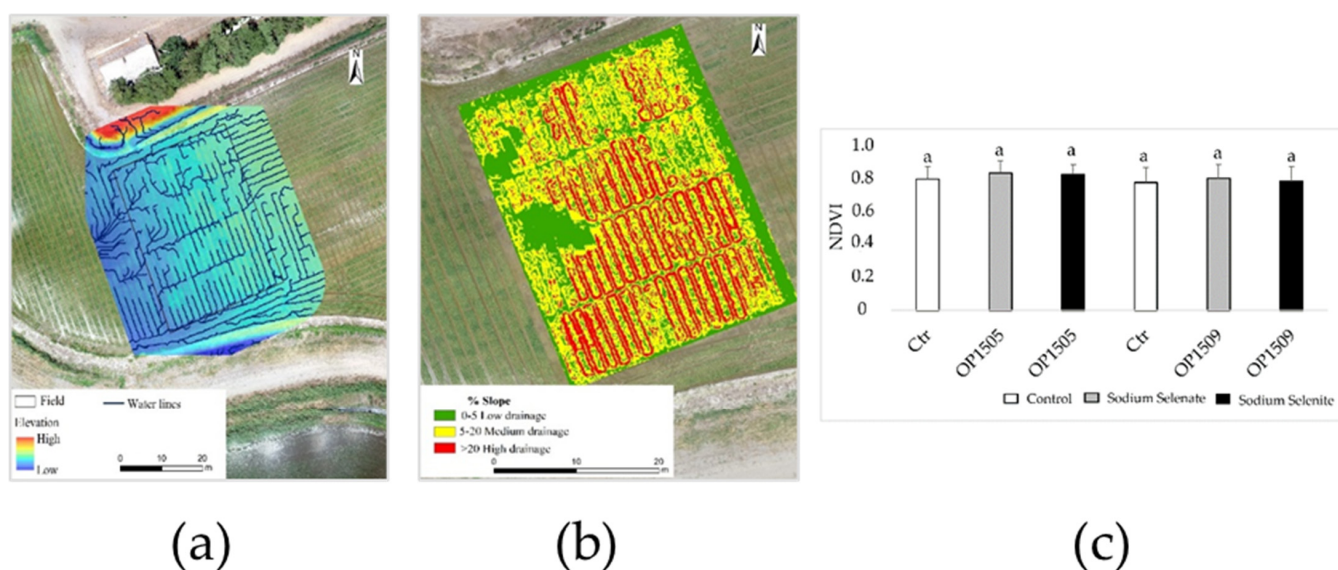 N
Field
Water lines
Elevation
High
Low
0 10 20
m
N
% Slope
0-5 Low drainage
5-20 Medium drainage
>20 High drainage
0 10 20
m
1.0
0.8
0.6
0.4
0.2
0
NDVI
a a a a a a
Ctr OP1505 OP1505 Ctr OP1509 OP1509
Control Sodium Selenate Sodium Selenite
(a) (b) (c)